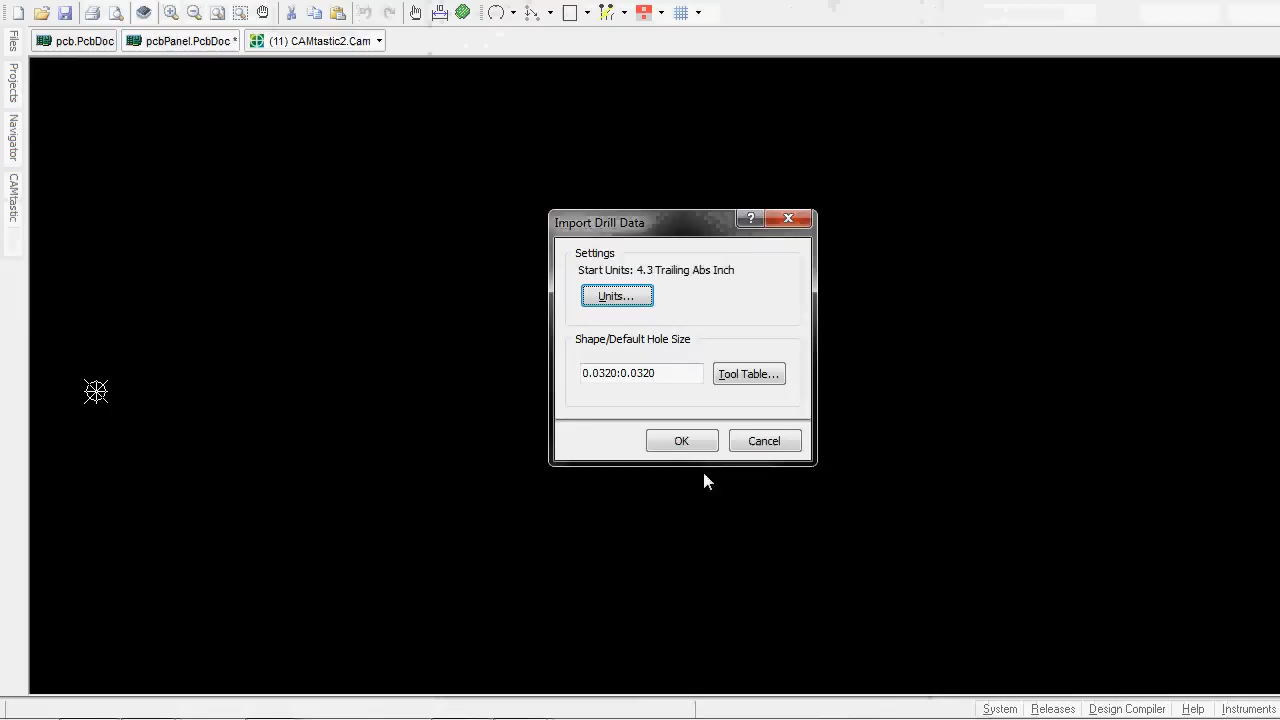 pcb.PcbDoc
pcbPanel.PcbDoc *
(11) CAMtastic2.Cam
Files
Projects
Navigator
CAMtastic
Import Drill Data
?
Settings
Start Units: 4.3 Trailing Abs Inch
Units...
Shape/Default Hole Size
0.0320:0.0320
Tool Table...
OK
Cancel
System Releases Design Compiler Help Instruments